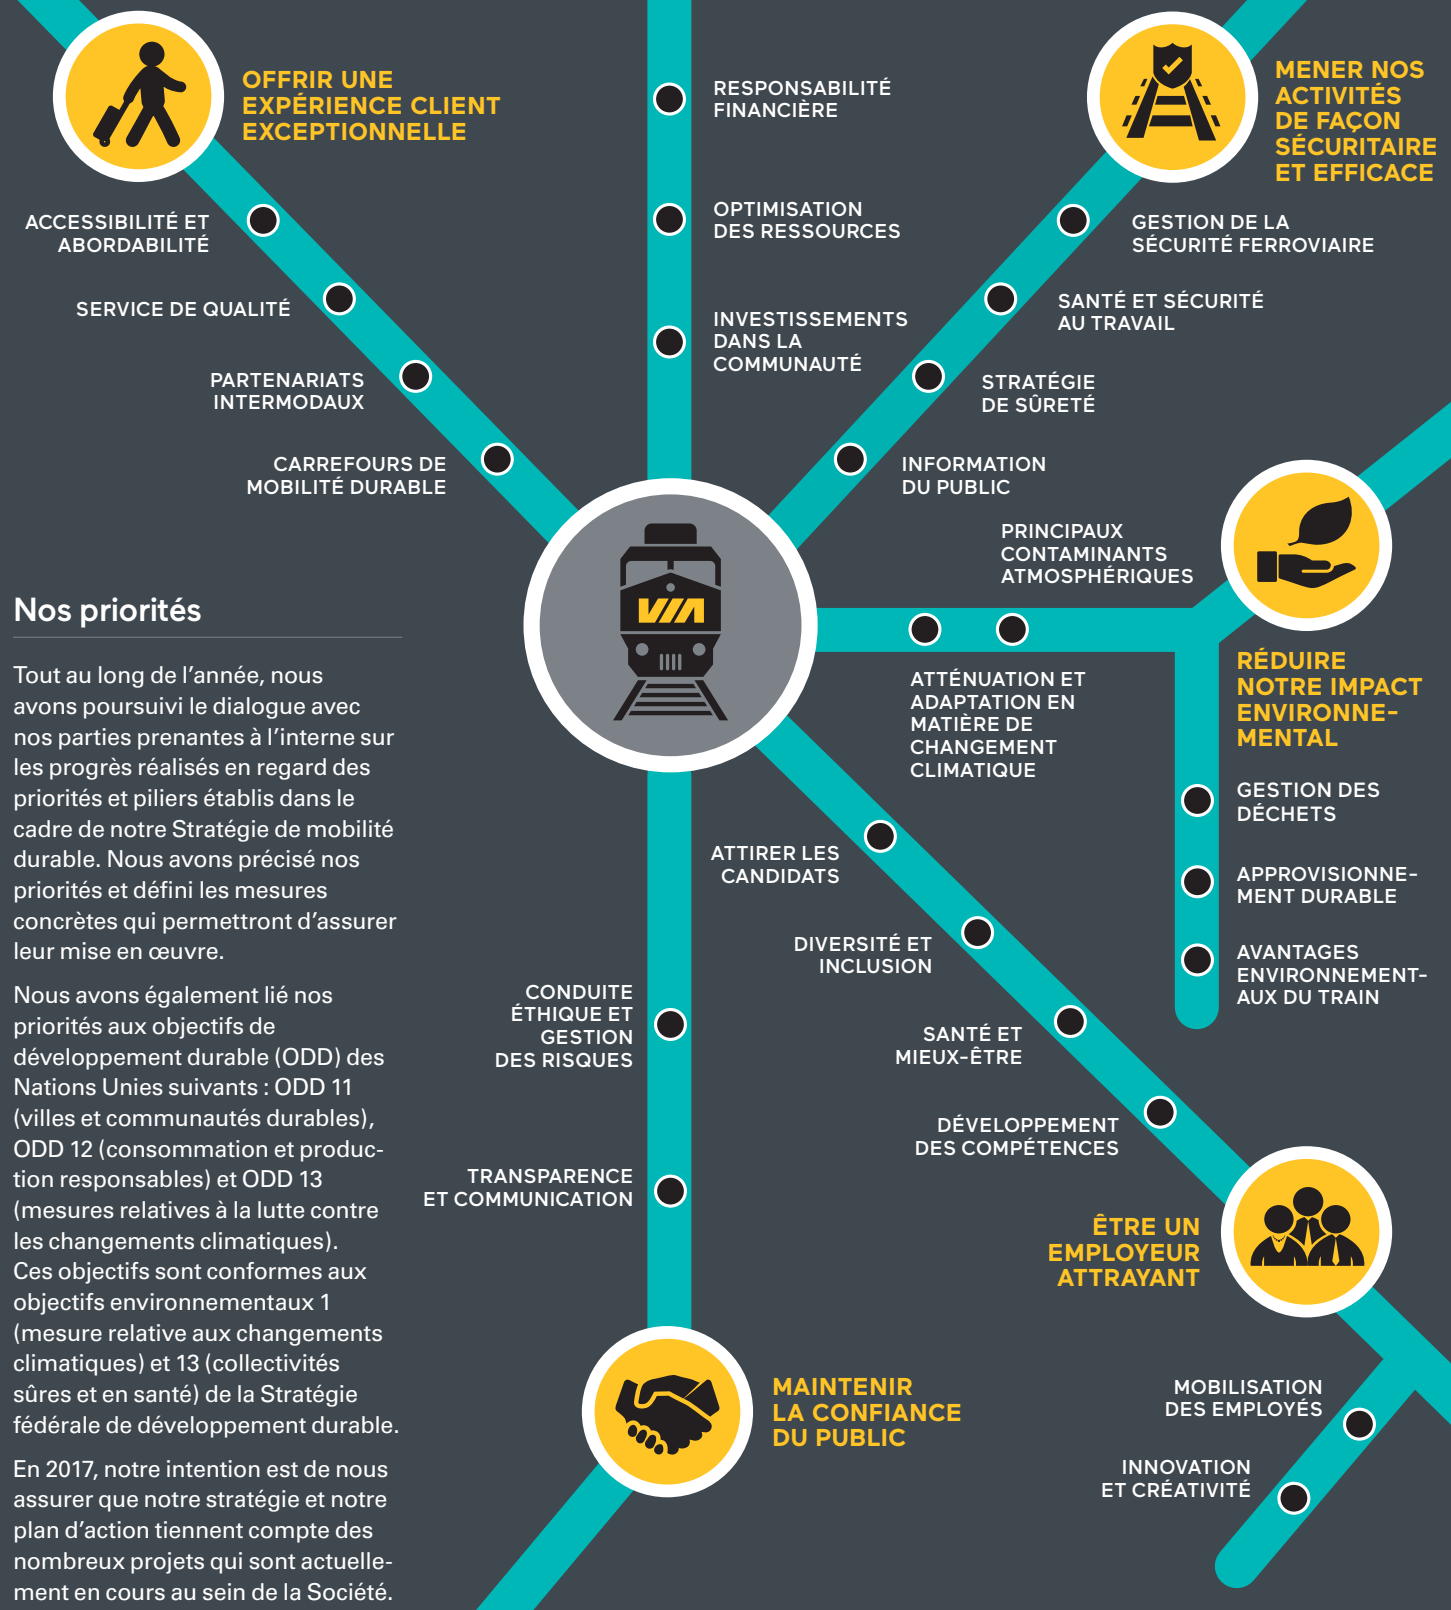 OFFRIR UNE
EXPÉRIENCE CLIENT
EXCEPTIONNELLE
ACCESSIBILITÉ ET
ABORDABILITÉ
SERVICE DE QUALITÉ
PARTENARIATS
INTERMODAUX
CARREFOURS DE
MOBILITÉ DURABLE
RESPONSABILITÉ
FINANCIÈRE
OPTIMISATION
DES RESSOURCES
INVESTISSEMENTS
DANS LA
COMMUNAUTÉ
MENER NOS
ACTIVITÉS
DE FAÇON
SÉCURITAIRE
ET EFFICACE
GESTION DE LA
SÉCURITÉ FERROVIAIRE
SANTÉ ET SÉCURITÉ
AU TRAVAIL
STRATÉGIE
DE SÛRETÉ
INFORMATION
DU PUBLIC
PRINCIPAUX
CONTAMINANTS
ATMOSPHÉRIQUES
VIA
ATTÉNUATION ET
ADAPTATION EN
MATIÈRE DE
CHANGEMENT
CLIMATIQUE
RÉDUIRE
NOTRE IMPACT
ENVIRONNE-
MENTAL
GESTION DES
DÉCHETS
APPROVISIONNE-
MENT DURABLE
AVANTAGES
ENVIRONNEMENT-
AUX DU TRAIN
Nos priorités
Tout au long de l’année, nous
avons poursuivi le dialogue avec
nos parties prenantes à l’interne sur
les progrès réalisés en regard des
priorités et piliers établis dans le
cadre de notre Stratégie de mobilité
durable. Nous avons précisé nos
priorités et défini les mesures
concrètes qui permettront d’assurer
leur mise en œuvre.
Nous avons également lié nos
priorités aux objectifs de
développement durable (ODD) des
Nations Unies suivants : ODD 11
(villes et communautés durables),
ODD 12 (consommation et produc-
tion responsables) et ODD 13
(mesures relatives à la lutte contre
les changements climatiques).
Ces objectifs sont conformes aux
objectifs environnementaux 1
(mesure relative aux changements
climatiques) et 13 (collectivités
sûres et en santé) de la Stratégie
fédérale de développement durable.
En 2017, notre intention est de nous
assurer que notre stratégie et notre
plan d’action tiennent compte des
nombreux projets qui sont actuelle-
ment en cours au sein de la Société.
ATTIRER LES
CANDIDATS
DIVERSITÉ ET
INCLUSION
SANTÉ ET
MIEUX-ÊTRE
DÉVELOPPEMENT
DES COMPÉTENCES
ÊTRE UN
EMPLOYEUR
ATTRAYANT
MOBILISATION
DES EMPLOYÉS
INNOVATION
ET CRÉATIVITÉ
CONDUITE
ÉTHIQUE ET
GESTION
DES RISQUES
TRANSPARENCE
ET COMMUNICATION
MAINTENIR
LA CONFIANCE
DU PUBLIC